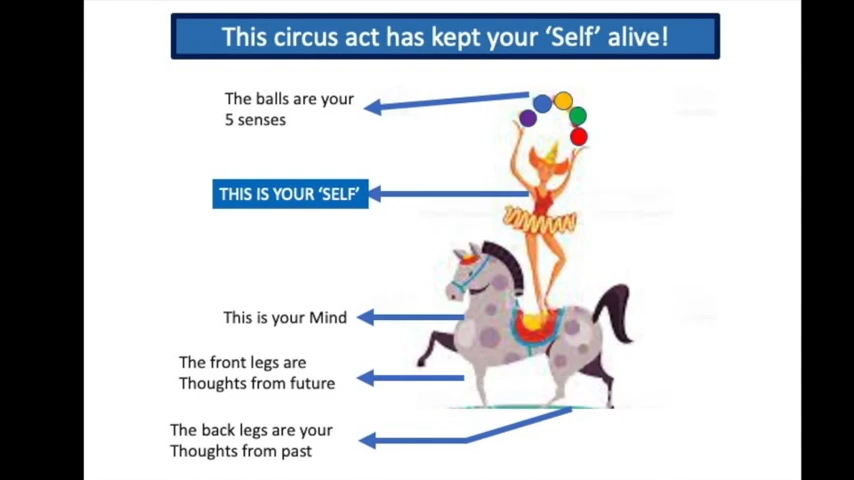 This circus act has kept your ‘Self’ alive!
The balls are your
5 senses
THIS IS YOUR ‘SELF’
This is your Mind
The front legs are
Thoughts from future
The back legs are your
Thoughts from past